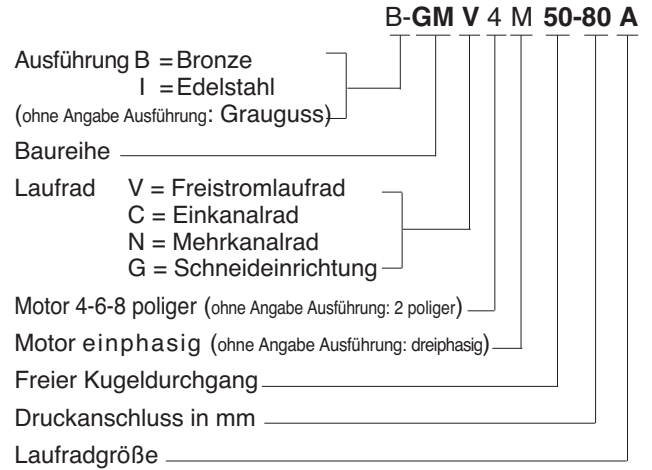 B-GM V 4 M 50-80 A
Ausführung B = Bronze
I = Edelstahl
(ohne Angabe Ausführung: Grauguss)
Baureihe
Laufrad V = Freistromlaufrad
C = Einkanalrad
N = Mehrkanalrad
G = Schneideinrichtung
Motor 4-6-8 poliger (ohne Angabe Ausführung: 2 poliger)
Motor einphasig (ohne Angabe Ausführung: dreiphasig)
Freier Kugeldurchgang
Druckanschluss in mm
Laufradgröße